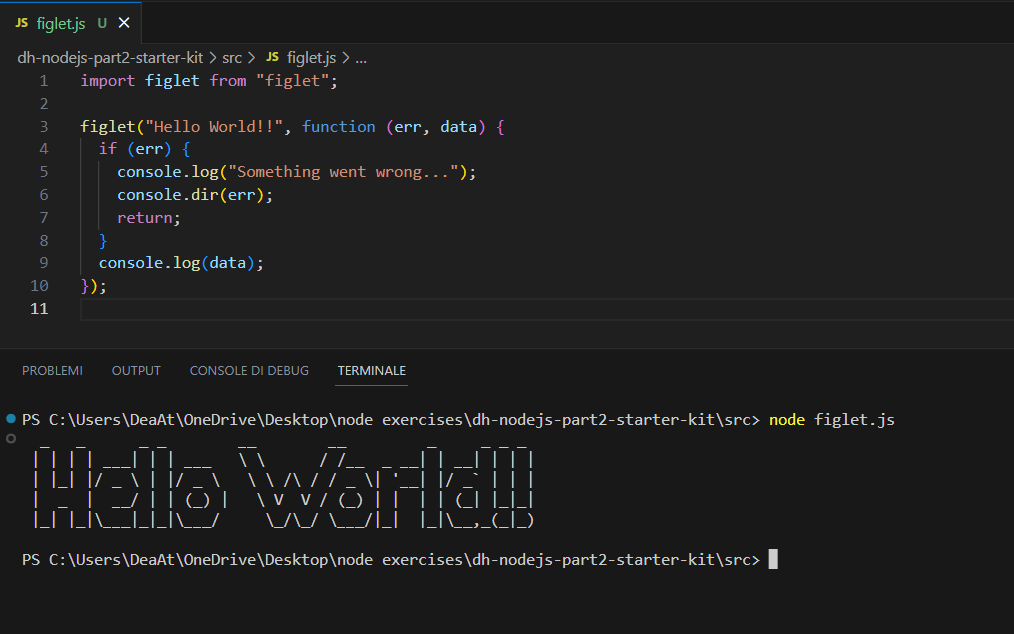 JS figlet.js U ×
dh-nodejs-part2-starter-kit > src > JS figlet.js > ...
1 import figlet from "figlet";
2
3 figlet("Hello World!!", function (err, data) {
4   if (err) {
5     console.log("Something went wrong...");
6     console.dir(err);
7     return;
8   }
9   console.log(data);
10 });
11
PROBLEMI OUTPUT CONSOLE DI DEBUG TERMINALE
PS C:\Users\DeaAt\OneDrive\Desktop\node exercises\dh-nodejs-part2-starter-kit\src> node figlet.js
  _   _      _ _        __        __         _     _ _ _
 | | | | ___| | | ___   \ \      / /__  _ __| | __| | | |
 | |_| |/ _ \ | |/ _ \   \ \ /\ / / _ \| '__| |/ _` | | |
 |  _  |  __/ | | (_) |   \ V  V / (_) | |  | | (_| |_|_|
 |_| |_|\___|_|_|\___/     \_/\_/ \___/|_|  |_|\__,_(_|_)
PS C:\Users\DeaAt\OneDrive\Desktop\node exercises\dh-nodejs-part2-starter-kit\src>